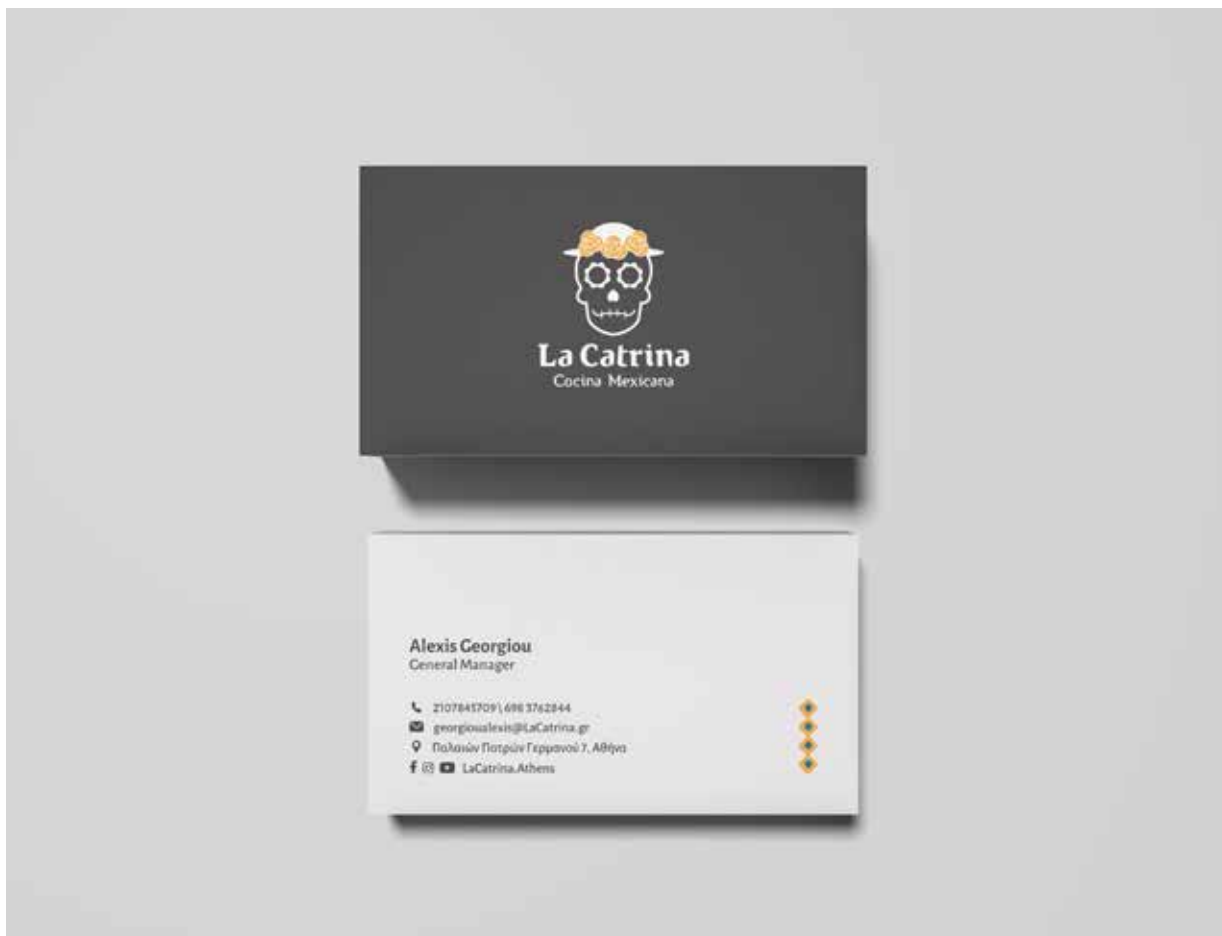 La Catrina
Cocina Mexicana
Alexis Georgiou
General Manager
2107845709 \ 698 3762844
georgioualexis@LaCatrina.gr
Παλαιών Πατρών Γερμανού 7, Αθήνα
LaCatrina.Athens